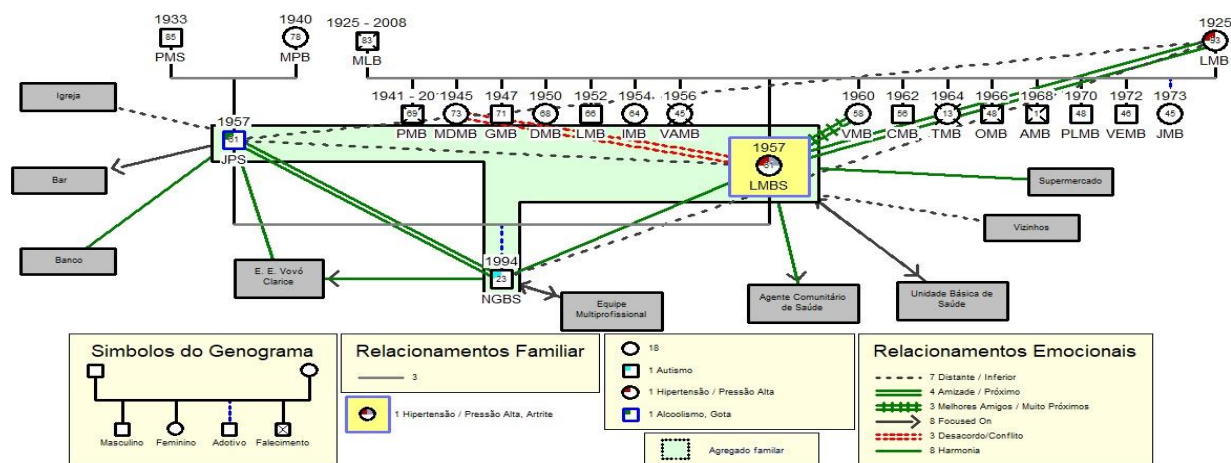 1933
85
PMS
1940
78
MPB
1925 - 2008
83
MLB
1925
93
LMB
1941 - 20
69
PMB
1945
73
MDMB
1947
71
GMB
1950
68
DMB
1952
66
LMB
1954
64
IMB
1956
45
VAMB
1960
58
VMB
1962
56
CMB
1964
13
TMB
1966
48
OMB
1968
1
AMB
1970
48
PLMB
1972
46
VEMB
1973
45
JMB
Igreja
Bar
Banco
1957
61
JPS
1957
LMBS
E. E. Vovó
Clarice
1994
23
NGBS
Equipe
Multiprofissional
Agente Comunitário
de Saúde
Unidade Básica de
Saúde
Supermercado
Vizinhos
Simbolos do Genograma
Masculino
Feminino
Adotivo
Falecimento
Relacionamentos Familiar
3
1 Hipertensão / Pressão Alta, Artrite
18
1 Autismo
1 Hipertensão / Pressão Alta
1 Alcoolismo, Gota
Agregado familar
Relacionamentos Emocionais
7 Distante / Inferior
4 Amizade / Próximo
3 Melhores Amigos / Muito Próximos
8 Focused On
3 Desacordo/Conflito
8 Harmonia